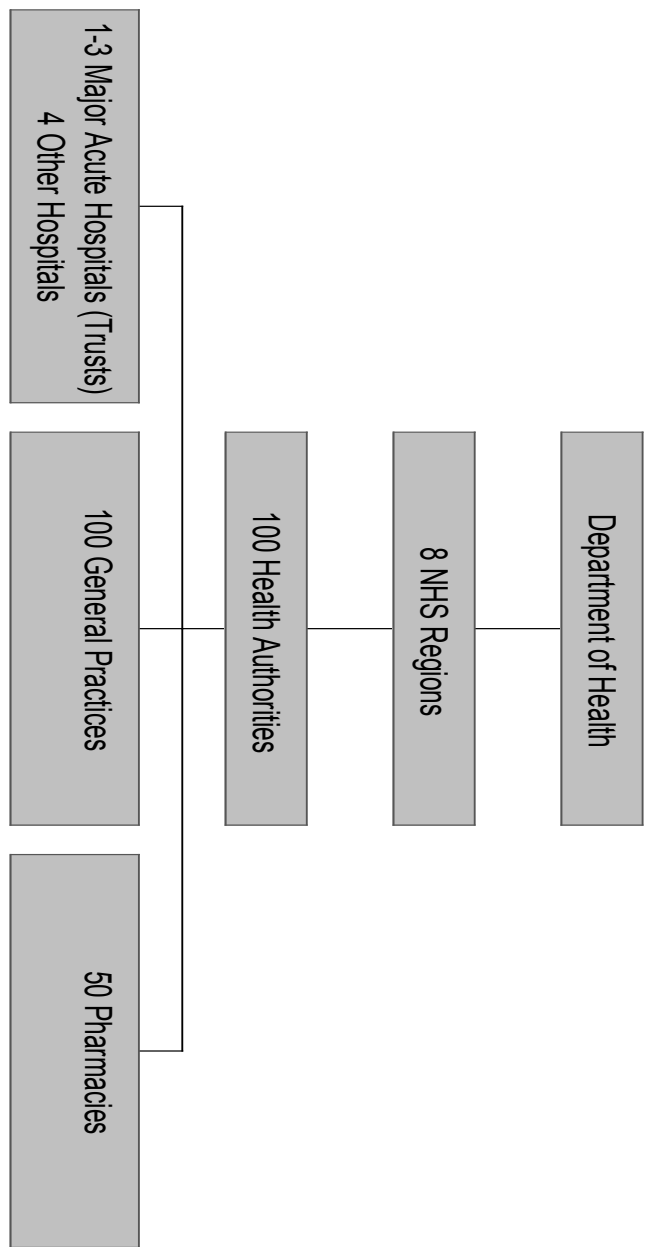 Department of Health
8 NHS Regions
100 Health Authorities
1-3 Major Acute Hospitals (Trusts)
4 Other Hospitals
100 General Practices
50 Pharmacies